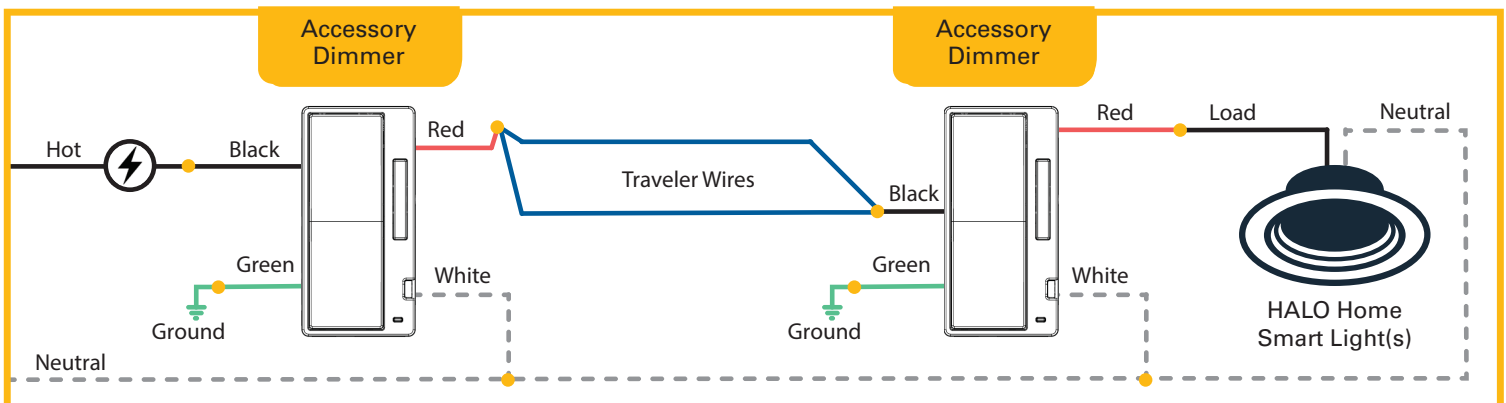 Accessory
Dimmer
Accessory
Dimmer
Hot
Black
Red
Traveler Wires
Black
Red
Load
Neutral
Green
White
Ground
Green
White
Ground
HALO Home
Smart Light(s)
Neutral